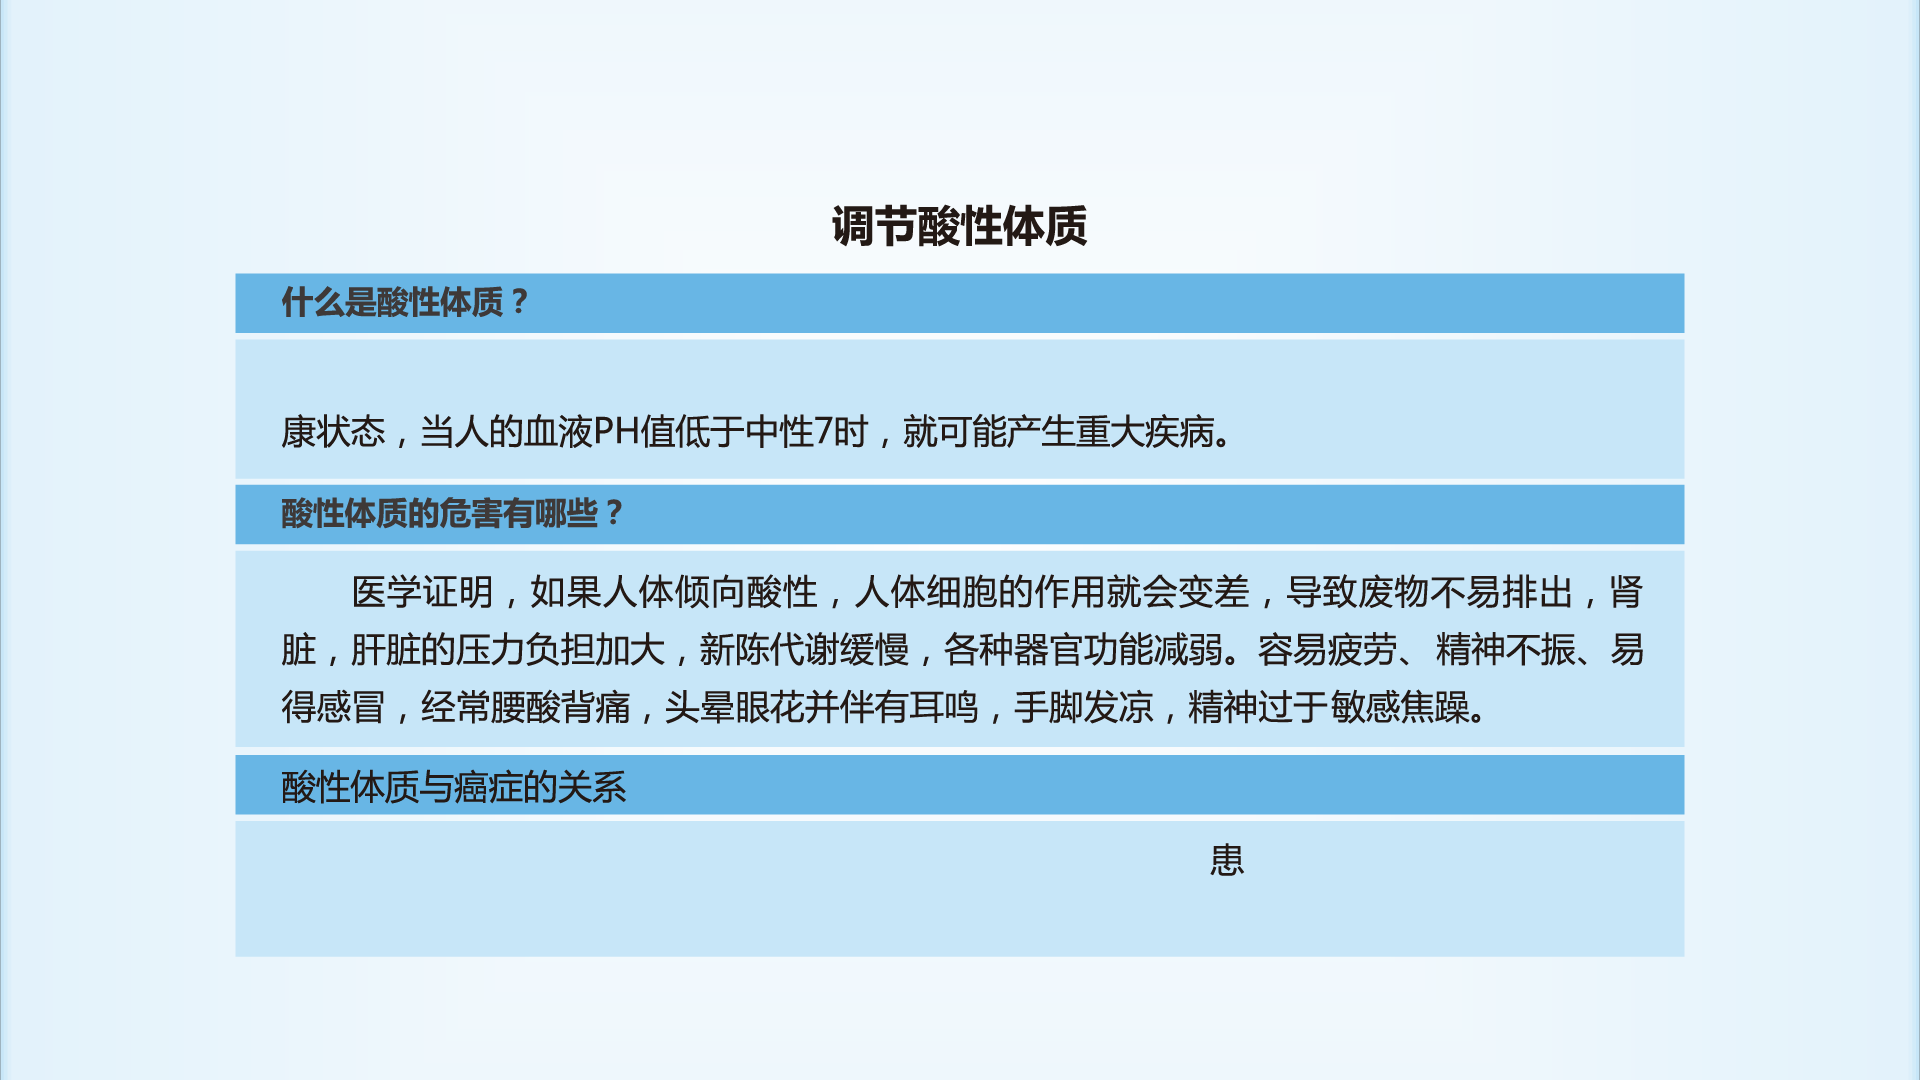 调节酸性体质
什么是酸性体质？
康状态，当人的血液PH值低于中性7时，就可能产生重大疾病。
酸性体质的危害有哪些？
医学证明，如果人体倾向酸性，人体细胞的作用就会变差，导致废物不易排出，肾
脏，肝脏的压力负担加大，新陈代谢缓慢，各种器官功能减弱。容易疲劳、精神不振、易
得感冒，经常腰酸背痛，头晕眼花并伴有耳鸣，手脚发凉，精神过于敏感焦躁。
酸性体质与癌症的关系
患